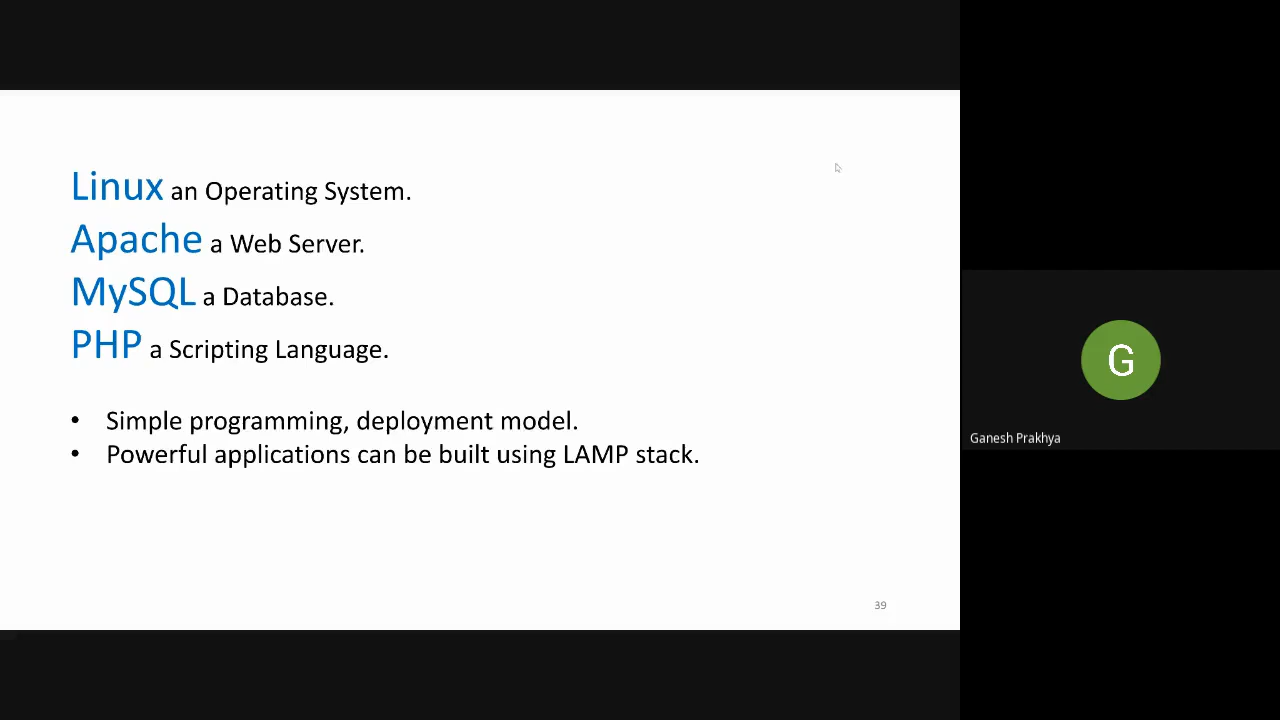 Linux an Operating System.
Apache a Web Server.
MySQL a Database.
PHP a Scripting Language.
• Simple programming, deployment model.
• Powerful applications can be built using LAMP stack.
39
G
Ganesh Prakhya